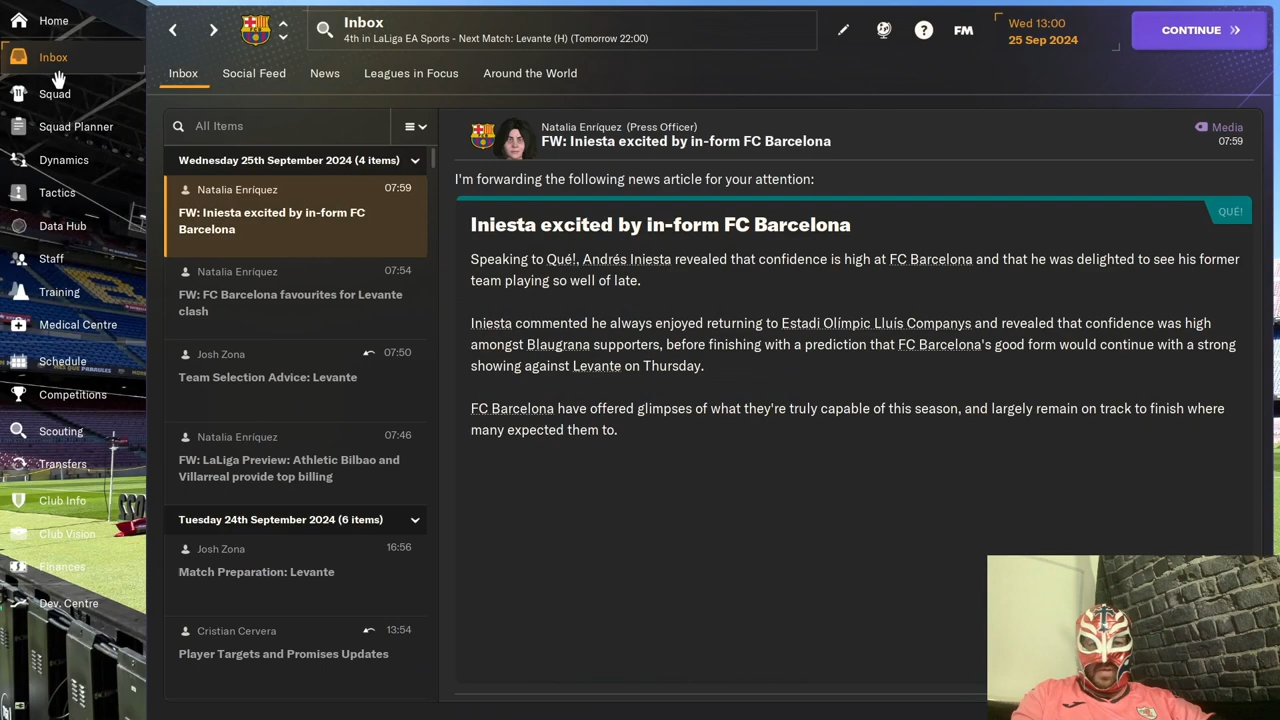 Home
Inbox
Squad
Squad Planner
Dynamics
Tactics
Data Hub
Staff
Training
Medical Centre
Schedule
Competitions
Scouting
Transfers
Club Info
Club Vision
Finances
Dev. Centre
Inbox
4th in LaLiga EA Sports - Next Match: Levante (H) (Tomorrow 22:00)
FM
Wed 13:00
25 Sep 2024
CONTINUE
Inbox Social Feed News Leagues in Focus Around the World
All Items
Wednesday 25th September 2024 (4 items)
Natalia Enríquez 07:59
FW: Iniesta excited by in-form FC
Barcelona
Natalia Enríquez 07:54
FW: FC Barcelona favourites for Levante
clash
Josh Zona 07:50
Team Selection Advice: Levante
Natalia Enríquez 07:46
FW: LaLiga Preview: Athletic Bilbao and
Villarreal provide top billing
Tuesday 24th September 2024 (6 items)
Josh Zona 16:56
Match Preparation: Levante
Cristian Cervera 13:54
Player Targets and Promises Updates
Natalia Enríquez (Press Officer)
FW: Iniesta excited by in-form FC Barcelona
Media
07:59
I'm forwarding the following news article for your attention:
QUÉ!
Iniesta excited by in-form FC Barcelona
Speaking to Qué!, Andrés Iniesta revealed that confidence is high at FC Barcelona and that he was delighted to see his former
team playing so well of late.
Iniesta commented he always enjoyed returning to Estadi Olímpic Lluís Companys and revealed that confidence was high
amongst Blaugrana supporters, before finishing with a prediction that FC Barcelona's good form would continue with a strong
showing against Levante on Thursday.
FC Barcelona have offered glimpses of what they're truly capable of this season, and largely remain on track to finish where
many expected them to.